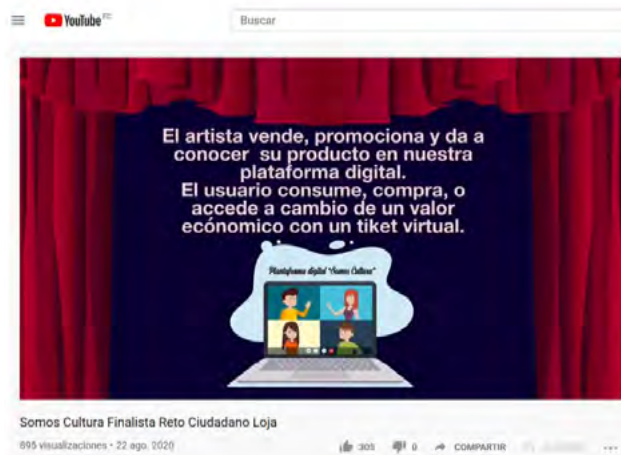 YouTube EC
Buscar
El artista vende, promociona y da a
conocer su producto en nuestra
plataforma digital.
El usuario consume, compra, o
accede a cambio de un valor
ecónomico con un tiket virtual.
Plantaforma digital "Somos Cultura"
Somos Cultura Finalista Reto Ciudadano Loja
695 visualizaciones • 22 ago. 2020
305 0 COMPARTIR ...